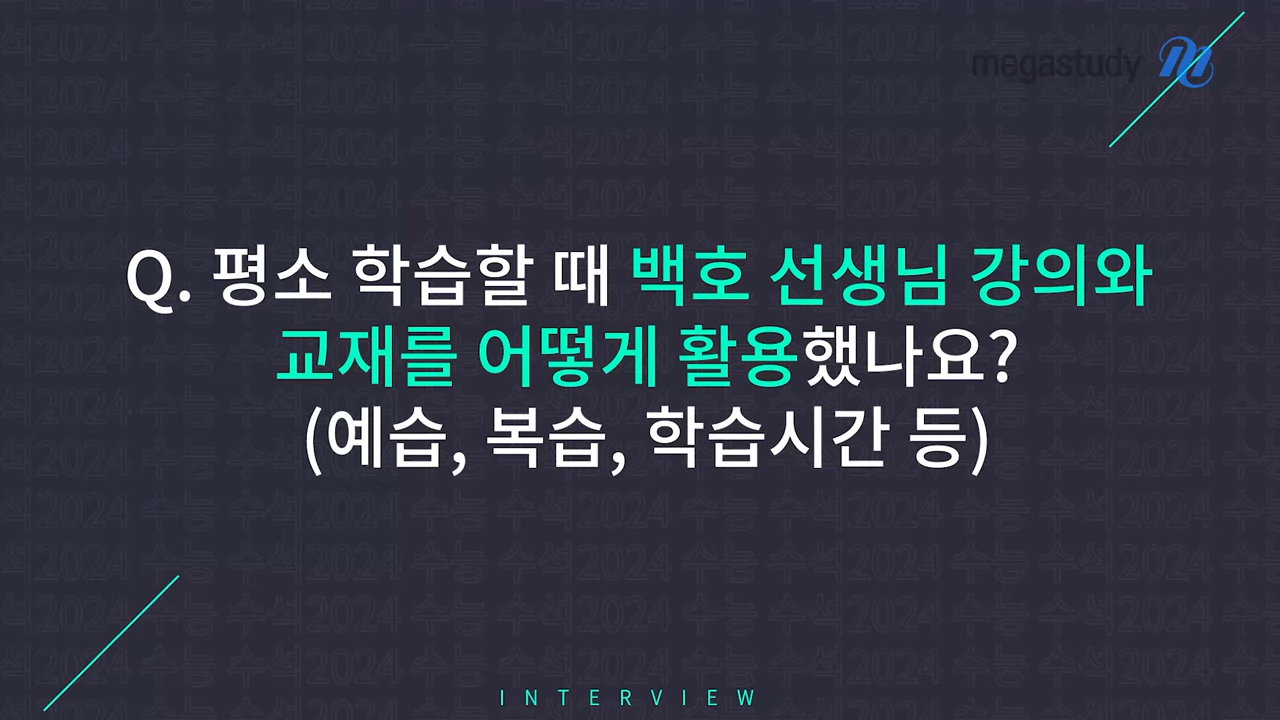 megastudy
Q. 평소 학습할 때 백호 선생님 강의와
교재를 어떻게 활용했나요?
(예습, 복습, 학습시간 등)
INTERVIEW